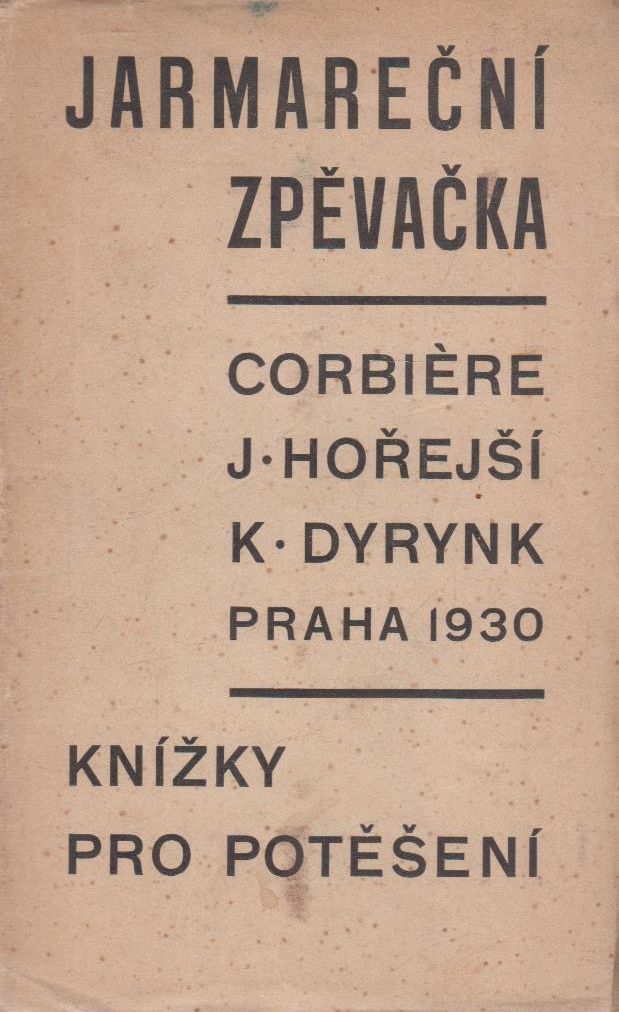 JARMAREČNÍ
ZPĚVAČKA
CORBIÈRE
J·HOŘEJŠÍ
K·DYRYNK
PRAHA 1930
KNÍŽKY
PRO POTĚŠENÍ